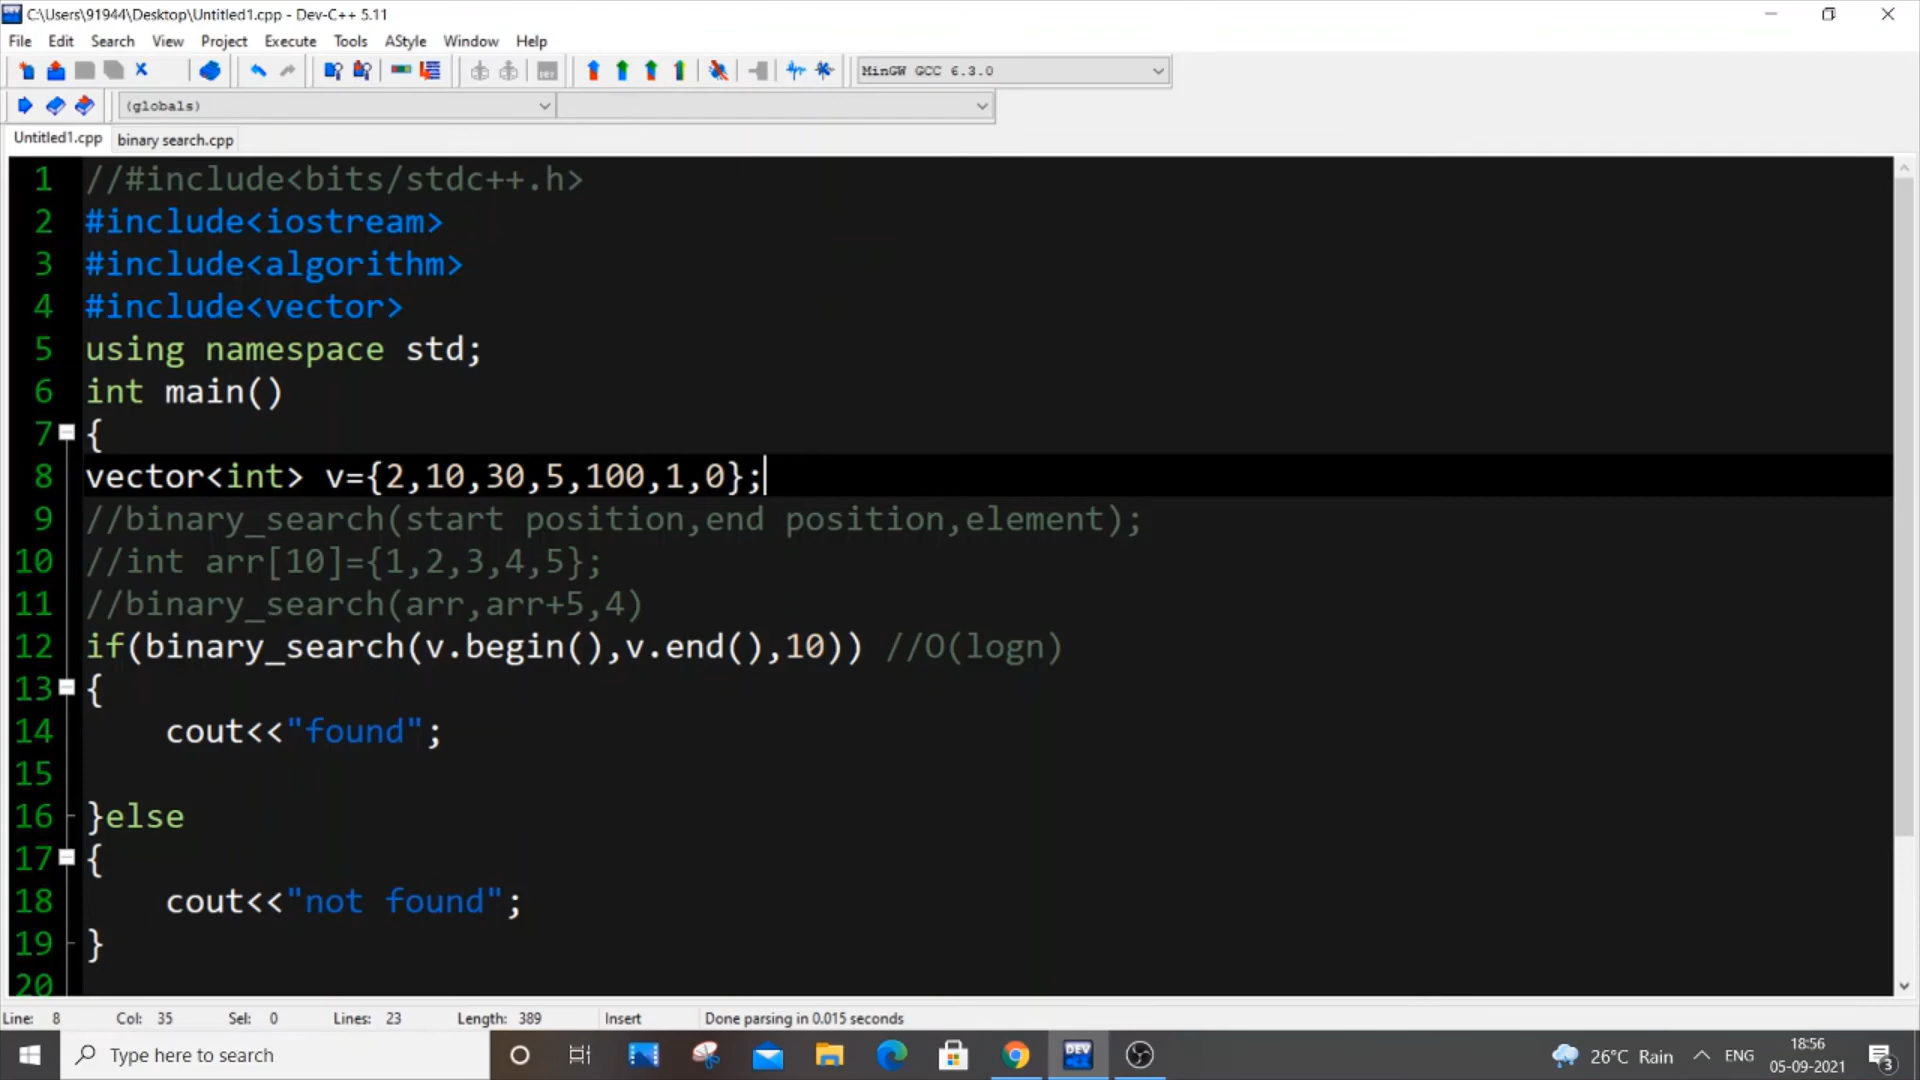 C:\Users\91944\Desktop\Untitled1.cpp - Dev-C++ 5.11
File Edit Search View Project Execute Tools AStyle Window Help
MinGW GCC 6.3.0
(globals)
Untitled1.cpp binary search.cpp
1 //#include<bits/stdc++.h>
2 #include<iostream>
3 #include<algorithm>
4 #include<vector>
5 using namespace std;
6 int main()
7 {
8 vector<int> v={2,10,30,5,100,1,0};
9 //binary_search(start position,end position,element);
10 //int arr[10]={1,2,3,4,5};
11 //binary_search(arr,arr+5,4)
12 if(binary_search(v.begin(),v.end(),10)) //O(logn)
13 {
14 cout<<"found";
15
16 }else
17 {
18 cout<<"not found";
19 }
20
Line: 8 Col: 35 Sel: 0 Lines: 23 Length: 389 Insert Done parsing in 0.015 seconds
Type here to search DEV 26°C Rain ENG 18:56
05-09-2021 3